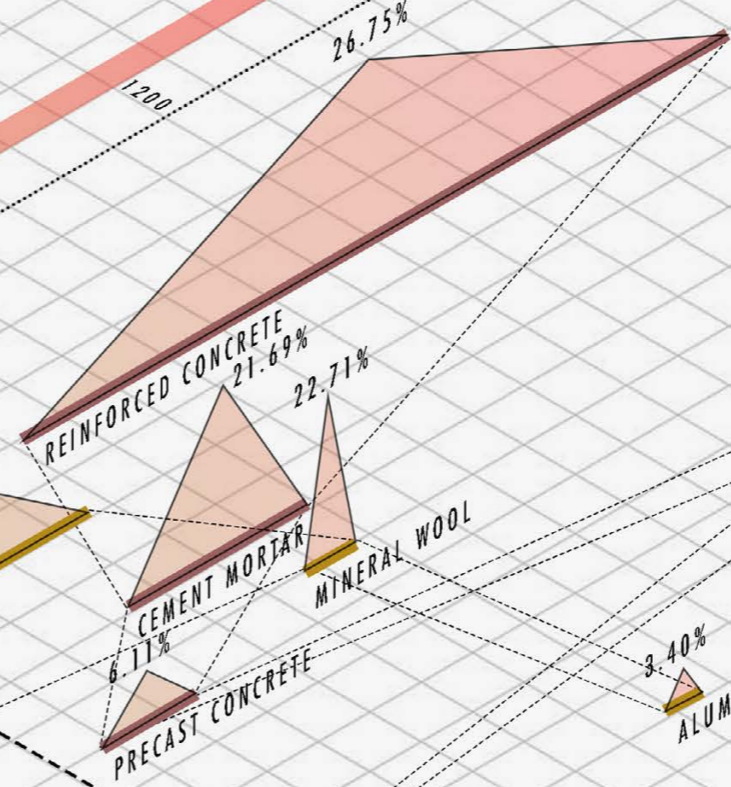 26.75%
1200
REINFORCED CONCRETE
21.69%
22.71%
CEMENT MORTAR
MINERAL WOOL
6.11%
PRECAST CONCRETE
3.40%
ALUM